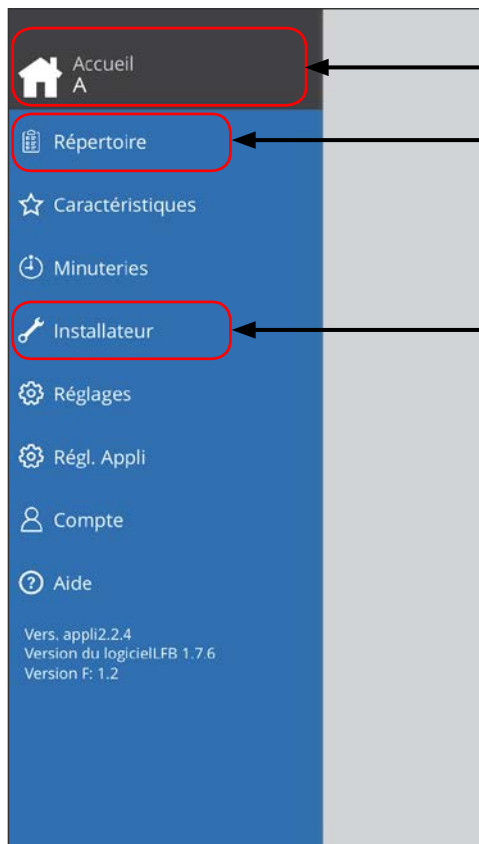 Accueil
A
Répertoire
Caractéristiques
Minuteries
Installateur
Réglages
Régl. Appli
Compte
Aide
Vers. appli2.2.4
Version du logicielLFB 1.7.6
Version F: 1.2